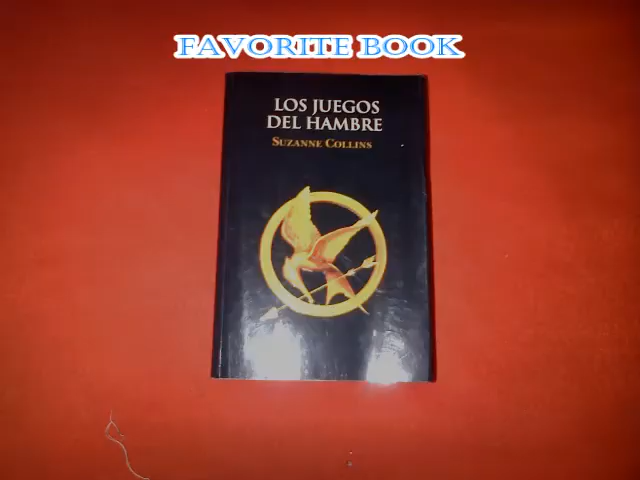 FAVORITE BOOK
LOS JUEGOS
DEL HAMBRE
SUZANNE COLLINS